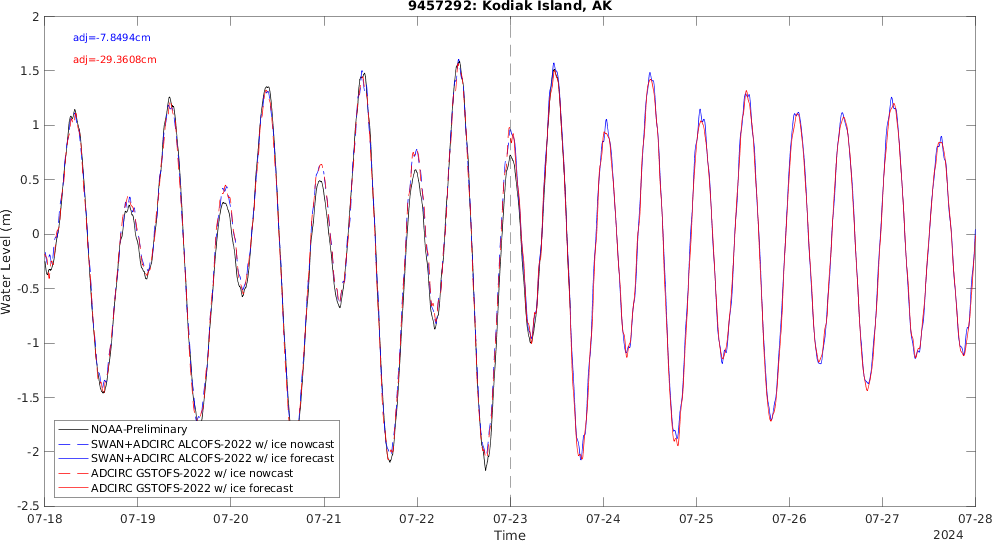 9457292: Kodiak Island, AK
adj=-7.8494cm
adj=-29.3608cm
Water Level (m)
2
1.5
1
0.5
0
-0.5
-1
-1.5
-2
-2.5
NOAA-Preliminary
SWAN+ADCIRC ALCOFS-2022 w/ ice nowcast
SWAN+ADCIRC ALCOFS-2022 w/ ice forecast
ADCIRC GSTOFS-2022 w/ ice nowcast
ADCIRC GSTOFS-2022 w/ ice forecast
07-18 07-19 07-20 07-21 07-22 07-23 07-24 07-25 07-26 07-27 07-28
Time
2024